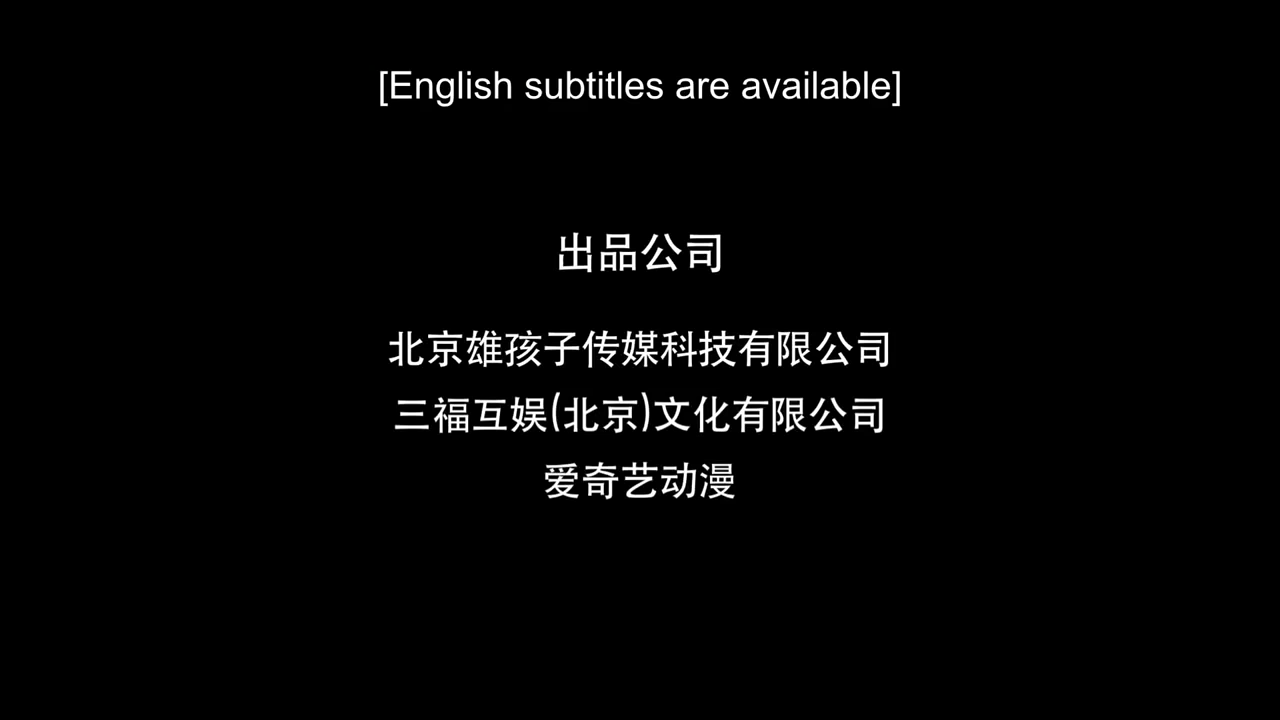 [English subtitles are available]
出品公司
北京雄孩子传媒科技有限公司
三福互娱(北京)文化有限公司
爱奇艺动漫